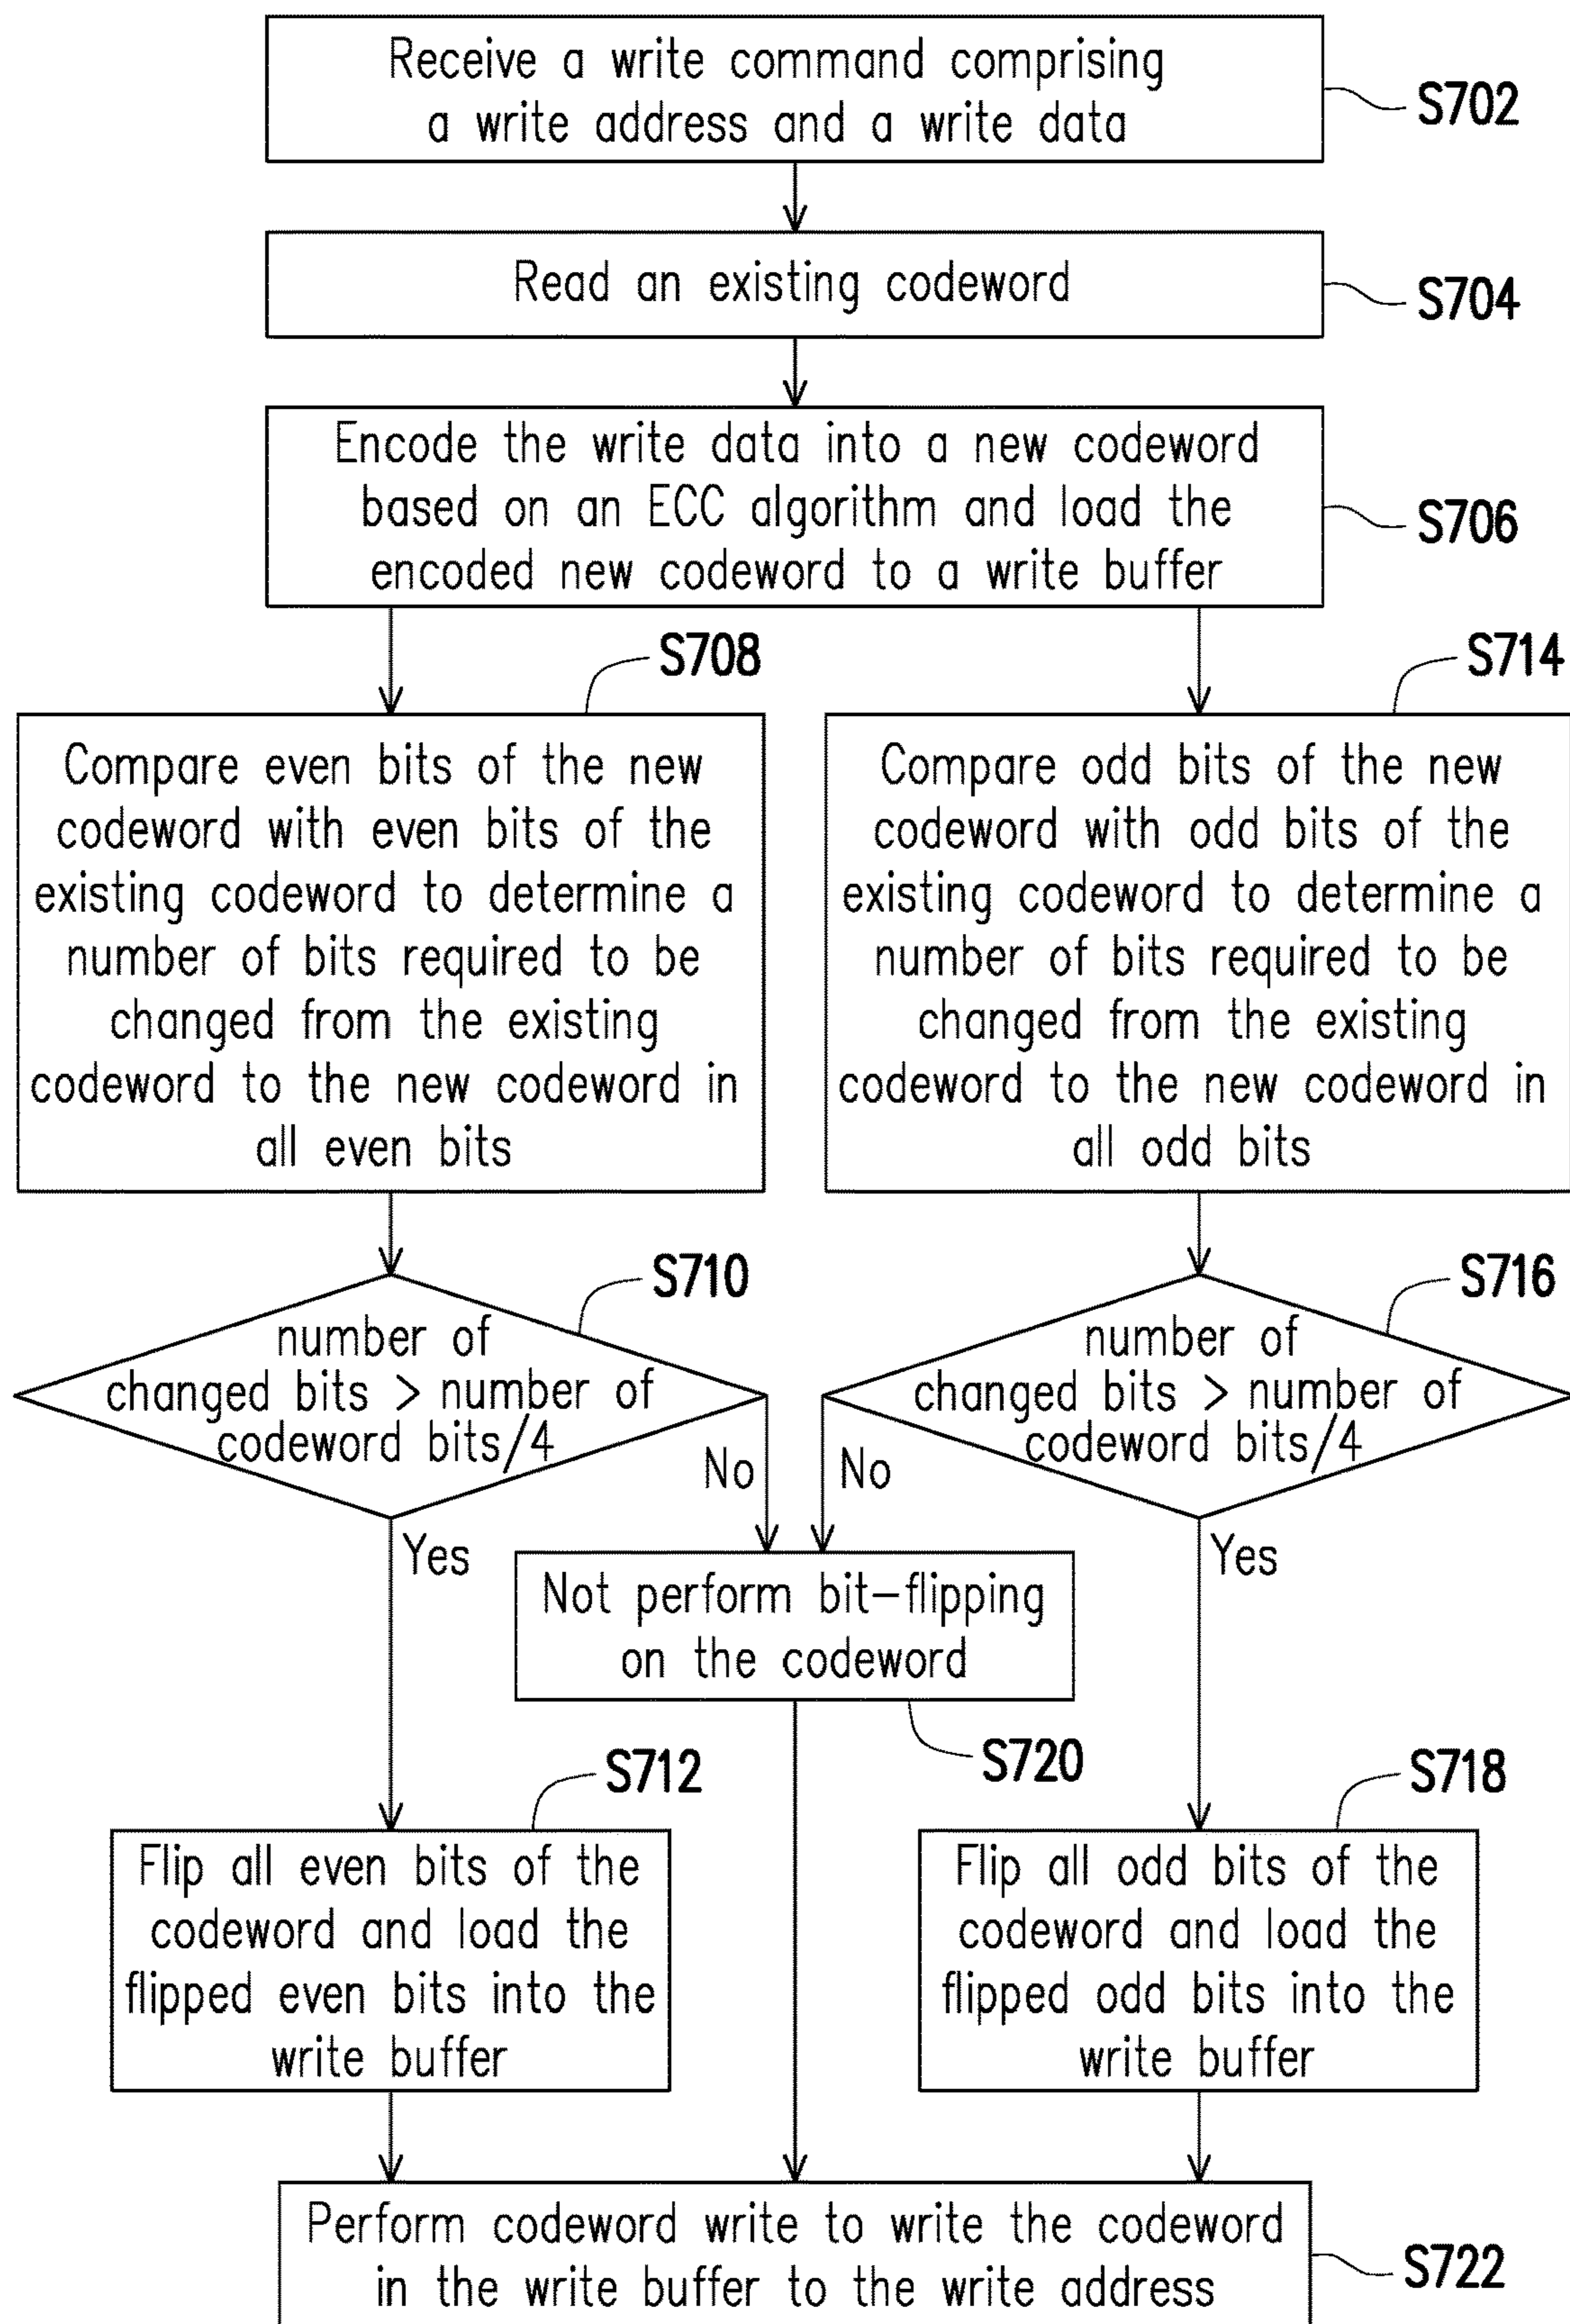 Receive a write command comprising
a write address and a write data
S702
Read an existing codeword
S704
Encode the write data into a new codeword
based on an ECC algorithm and load the
encoded new codeword to a write buffer
S706
S708
Compare even bits of the new
codeword with even bits of the
existing codeword to determine a
number of bits required to be
changed from the existing
codeword to the new codeword in
all even bits
S714
Compare odd bits of the new
codeword with odd bits of the
existing codeword to determine a
number of bits required to be
changed from the existing
codeword to the new codeword in
all odd bits
S710
number of
changed bits > number of
codeword bits/4
No
Yes
S716
number of
changed bits > number of
codeword bits/4
No
Yes
Not perform bit-flipping
on the codeword
S720
S712
Flip all even bits of the
codeword and load the
flipped even bits into the
write buffer
S718
Flip all odd bits of the
codeword and load the
flipped odd bits into the
write buffer
Perform codeword write to write the codeword
in the write buffer to the write address
S722